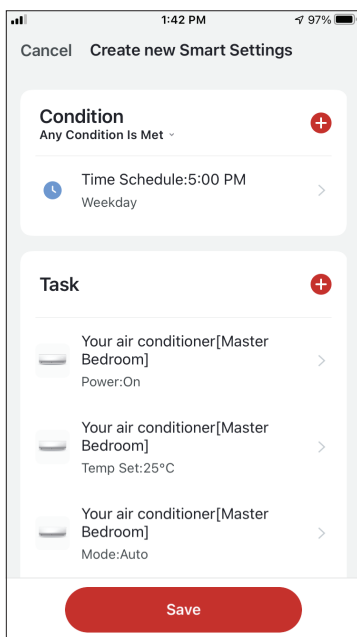 1:42 PM
97%
Cancel Create new Smart Settings
Condition
Any Condition Is Met
Time Schedule:5:00 PM
Weekday
Task
Your air conditioner[Master
Bedroom]
Power:On
Your air conditioner[Master
Bedroom]
Temp Set:25°C
Your air conditioner[Master
Bedroom]
Mode:Auto
Save